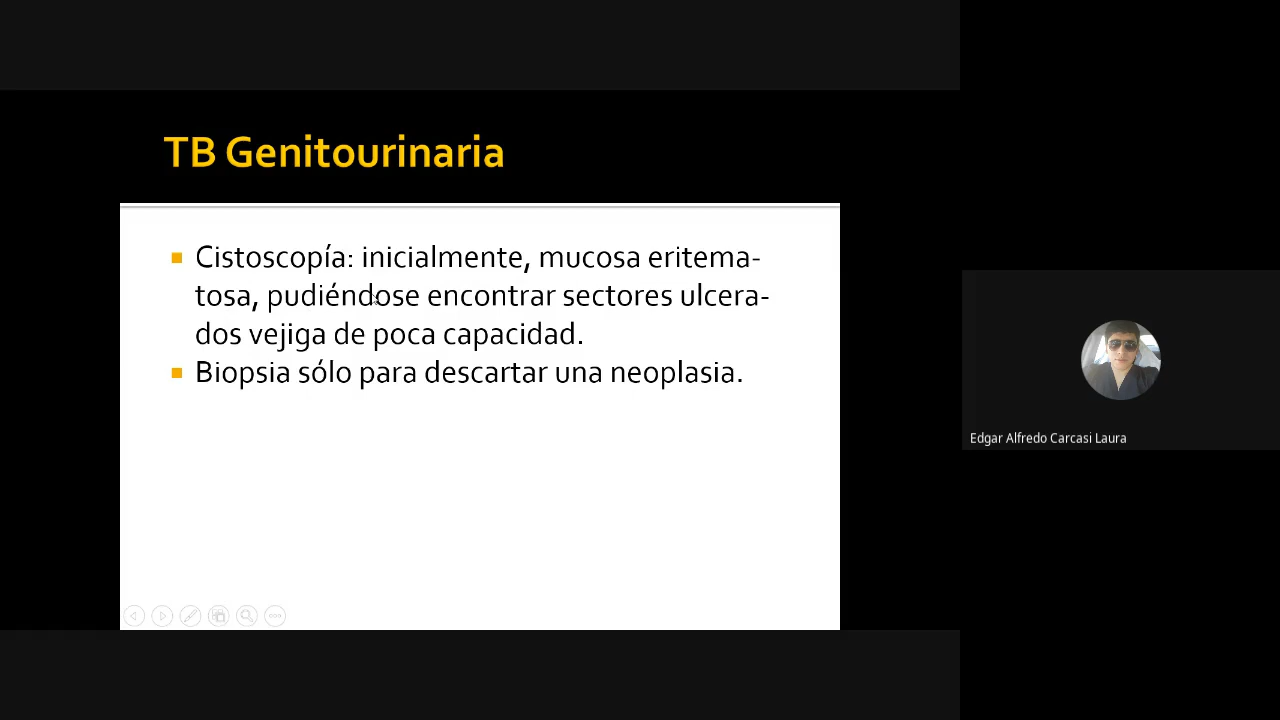 TB Genitourinaria
Cistoscopía: inicialmente, mucosa eritema-
tosa, pudiéndose encontrar sectores ulcera-
dos vejiga de poca capacidad.
Biopsia sólo para descartar una neoplasia.
Edgar Alfredo Carcasi Laura